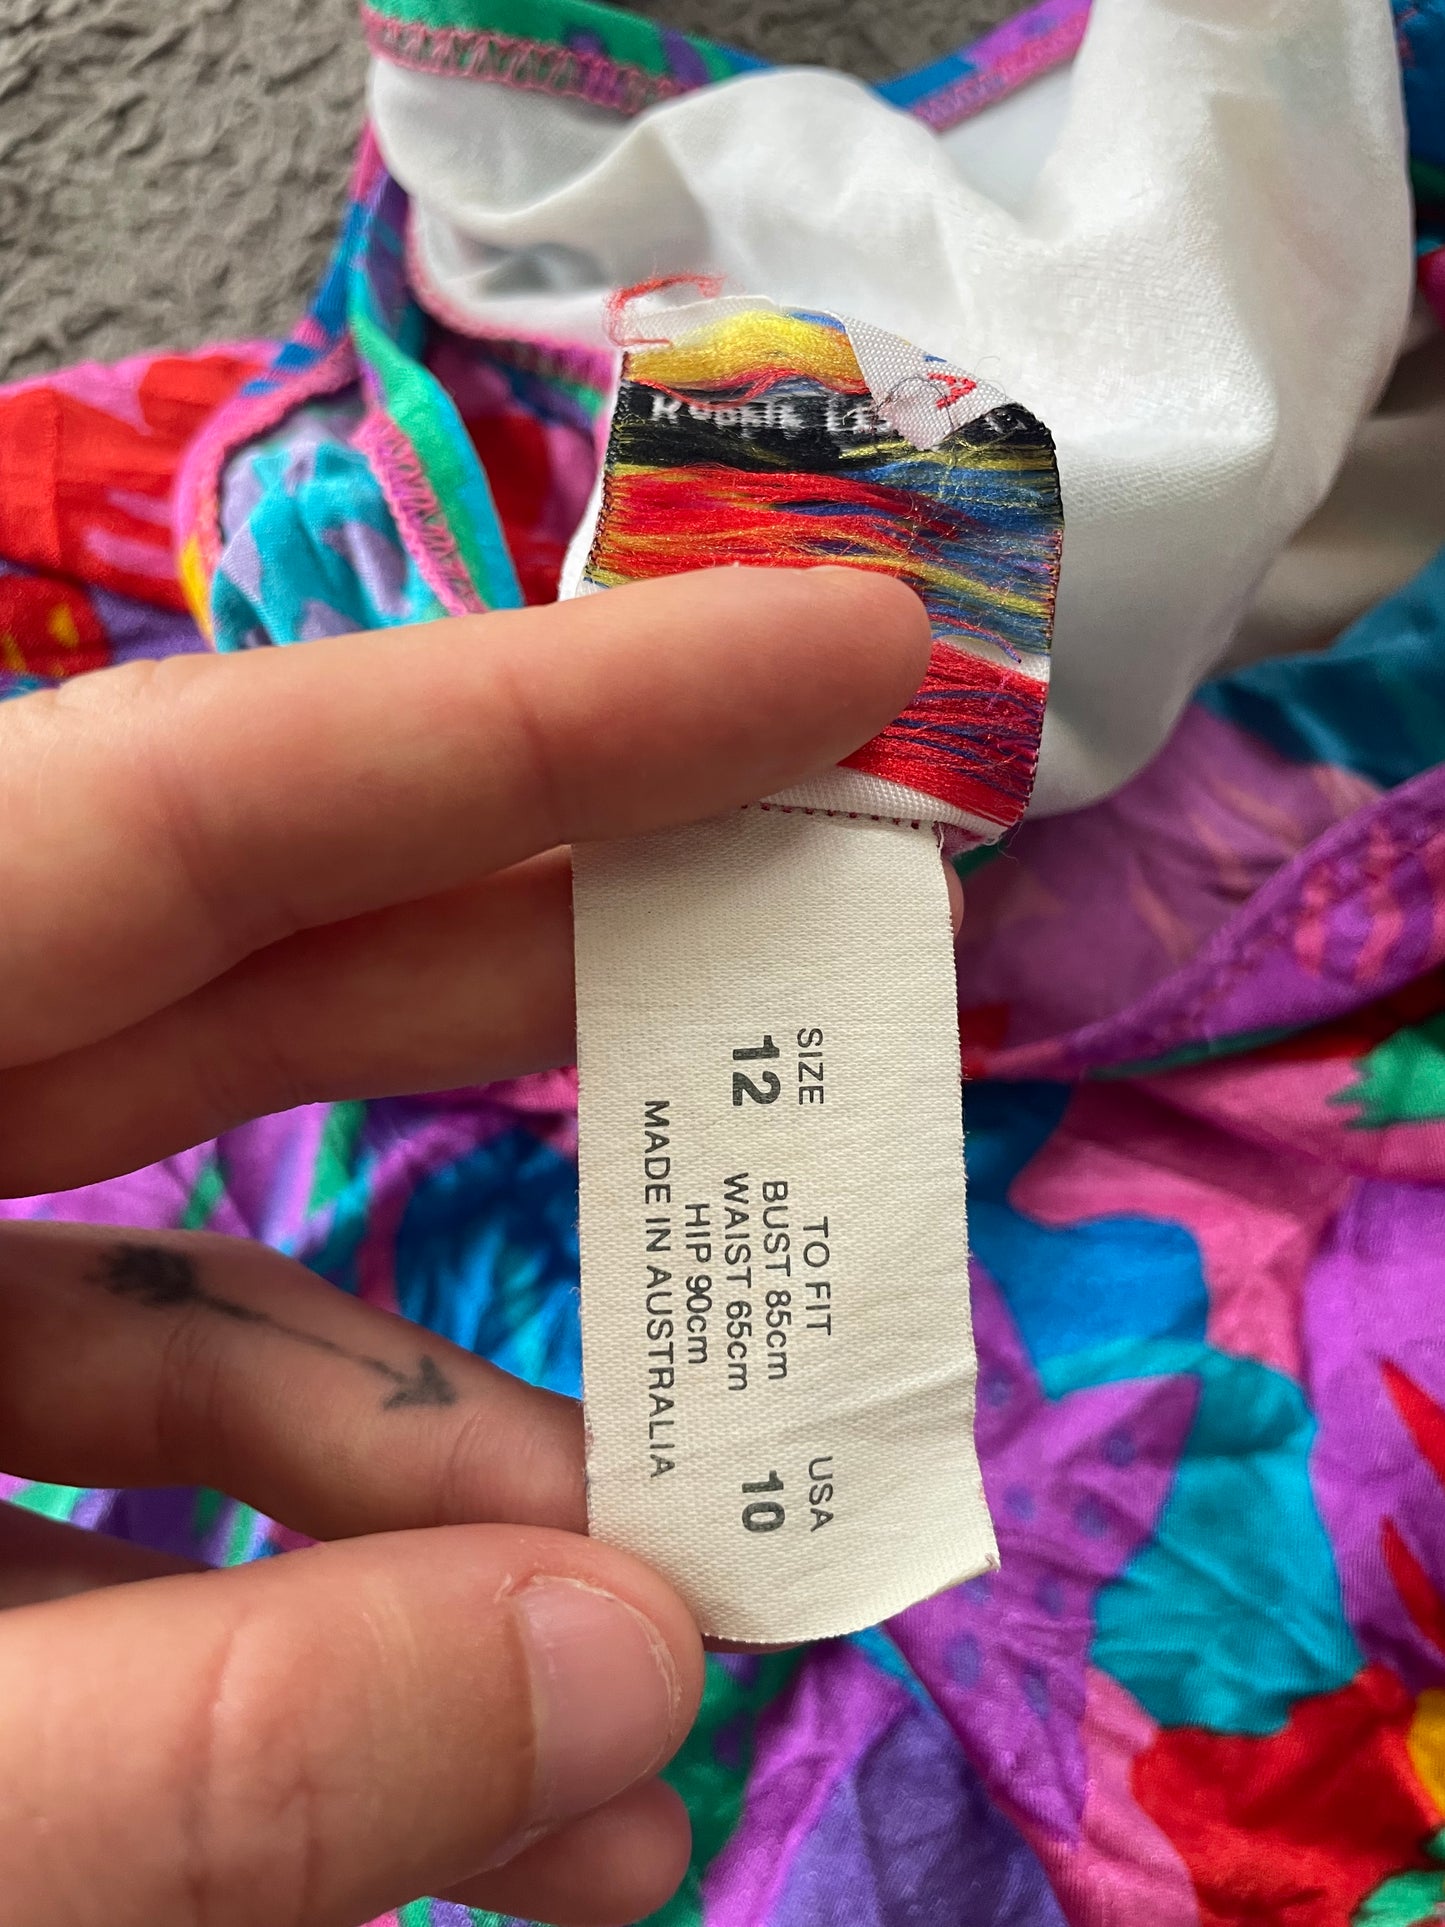 SIZE
12
TO FIT
BUST 85cm
WAIST 65cm
HIP 90cm
USA
10
MADE IN AUSTRALIA